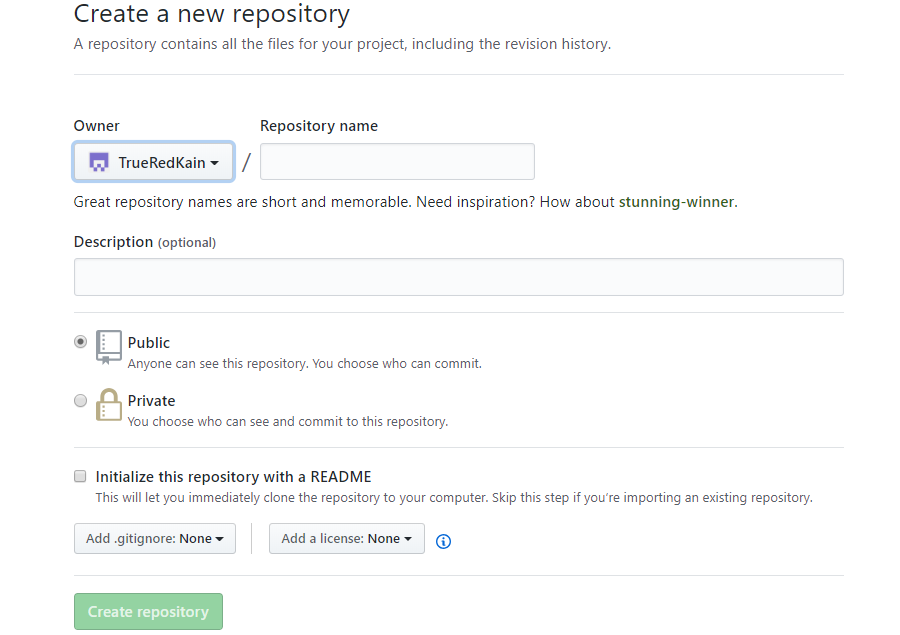 Create a new repository
A repository contains all the files for your project, including the revision history.
Owner
Repository name
TrueRedKain
/
Great repository names are short and memorable. Need inspiration? How about stunning-winner.
Description (optional)
Public
Anyone can see this repository. You choose who can commit.
Private
You choose who can see and commit to this repository.
Initialize this repository with a README
This will let you immediately clone the repository to your computer. Skip this step if you’re importing an existing repository.
Add .gitignore: None
Add a license: None
Create repository